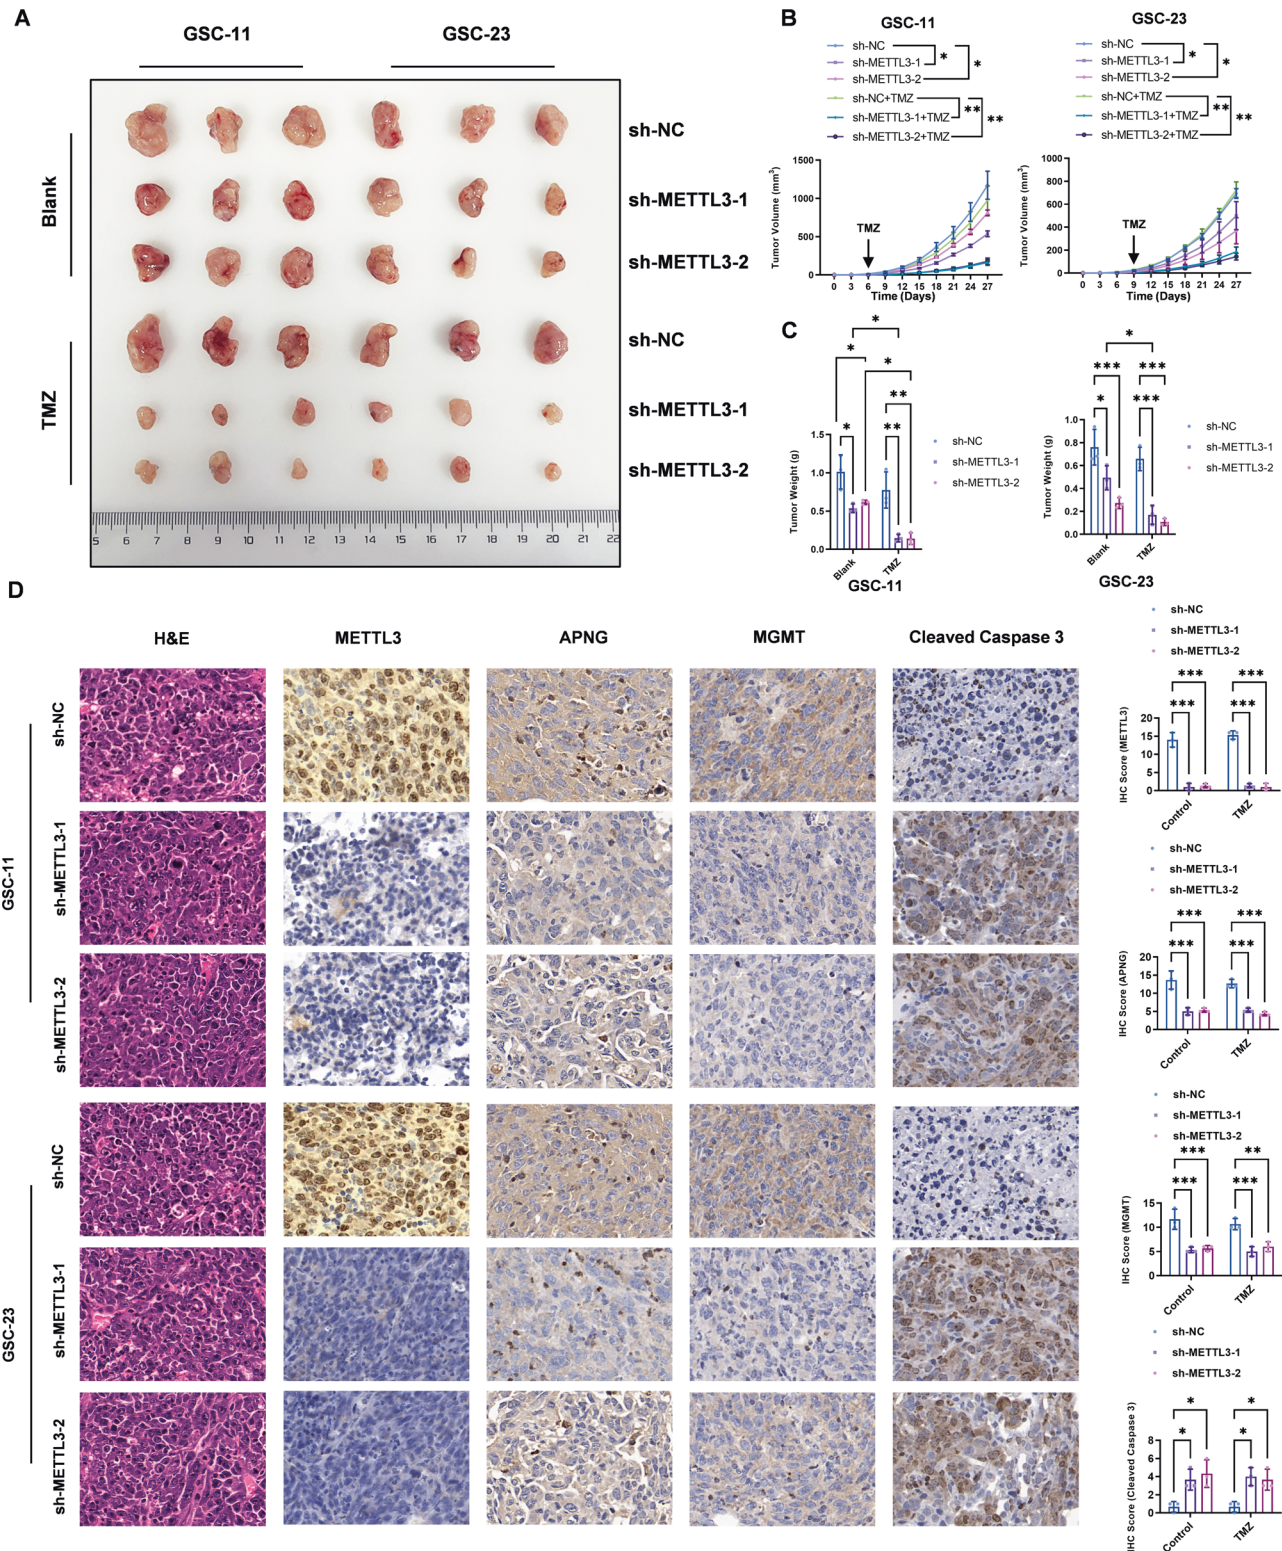 A
GSC-11
GSC-23
Blank
TMZ
sh-NC
sh-METTL3-1
sh-METTL3-2
sh-NC
sh-METTL3-1
sh-METTL3-2
5 6 7 8 9 10 11 12 13 14 15 16 17 18 19 20 21 22
B
GSC-11
sh-NC
sh-METTL3-1
sh-METTL3-2
sh-NC+TMZ
sh-METTL3-1+TMZ
sh-METTL3-2+TMZ
*
*
**
**
Tumor Volume (mm³)
1500
1000
500
0
TMZ
0 3 6 9 12 15 18 21 24 27
Time (Days)
GSC-23
sh-NC
sh-METTL3-1
sh-METTL3-2
sh-NC+TMZ
sh-METTL3-1+TMZ
sh-METTL3-2+TMZ
*
*
**
**
Tumor Volume (mm³)
1000
800
600
400
200
0
TMZ
0 3 6 9 12 15 18 21 24 27
Time (Days)
C
*
*
*
**
* **
Tumor Weight (g)
1.5
1.0
0.5
0.0
Blank TMZ
GSC-11
sh-NC
sh-METTL3-1
sh-METTL3-2
*
*** ***
* ***
Tumor Weight (g)
1.0
0.8
0.6
0.4
0.2
0.0
Blank TMZ
GSC-23
sh-NC
sh-METTL3-1
sh-METTL3-2
D
H&E METTL3 APNG MGMT Cleaved Caspase 3
GSC-11
sh-NC
sh-METTL3-1
sh-METTL3-2
GSC-23
sh-NC
sh-METTL3-1
sh-METTL3-2
sh-NC
sh-METTL3-1
sh-METTL3-2
*** ***
*** ***
IHC Score (METTL3)
20
15
10
5
0
Control TMZ
sh-NC
sh-METTL3-1
sh-METTL3-2
*** ***
*** ***
IHC Score (APNG)
20
15
10
5
0
Control TMZ
sh-NC
sh-METTL3-1
sh-METTL3-2
*** **
*** ***
IHC Score (MGMT)
15
10
5
0
Control TMZ
sh-NC
sh-METTL3-1
sh-METTL3-2
* *
* *
IHC Score (Cleaved Caspase 3)
8
6
4
2
0
Control TMZ